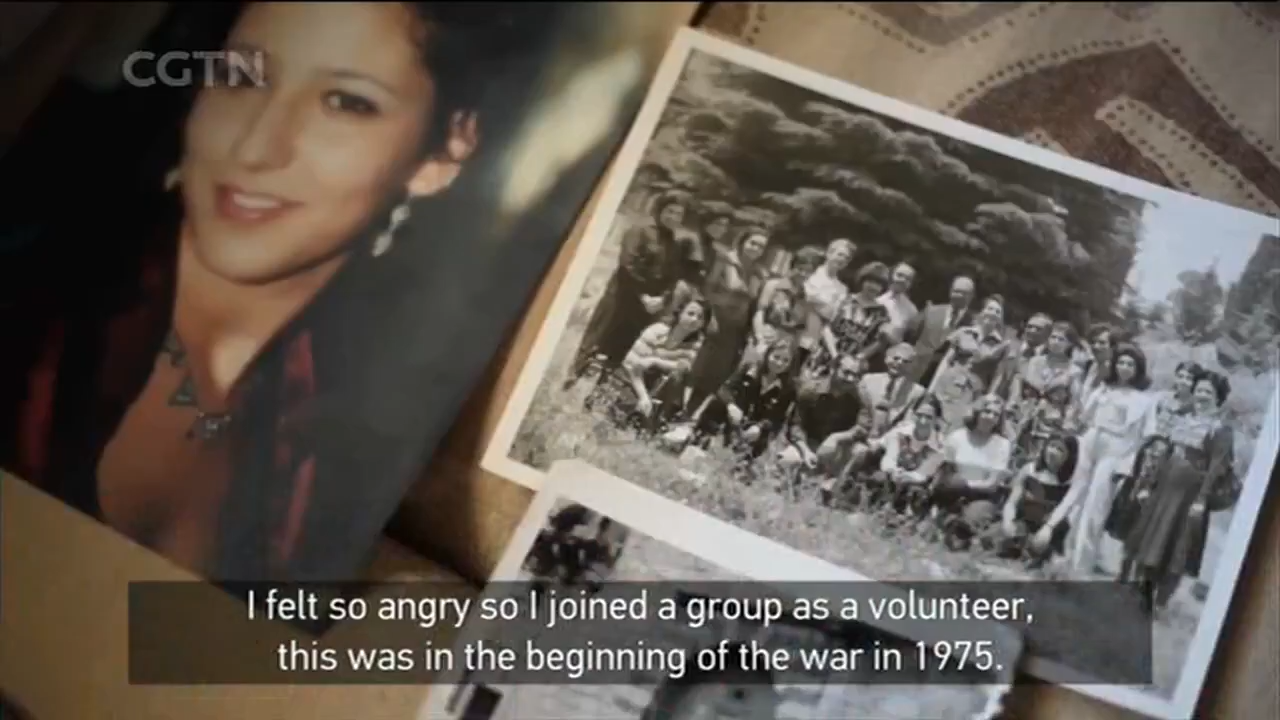 CGTN
I felt so angry so I joined a group as a volunteer,
this was in the beginning of the war in 1975.